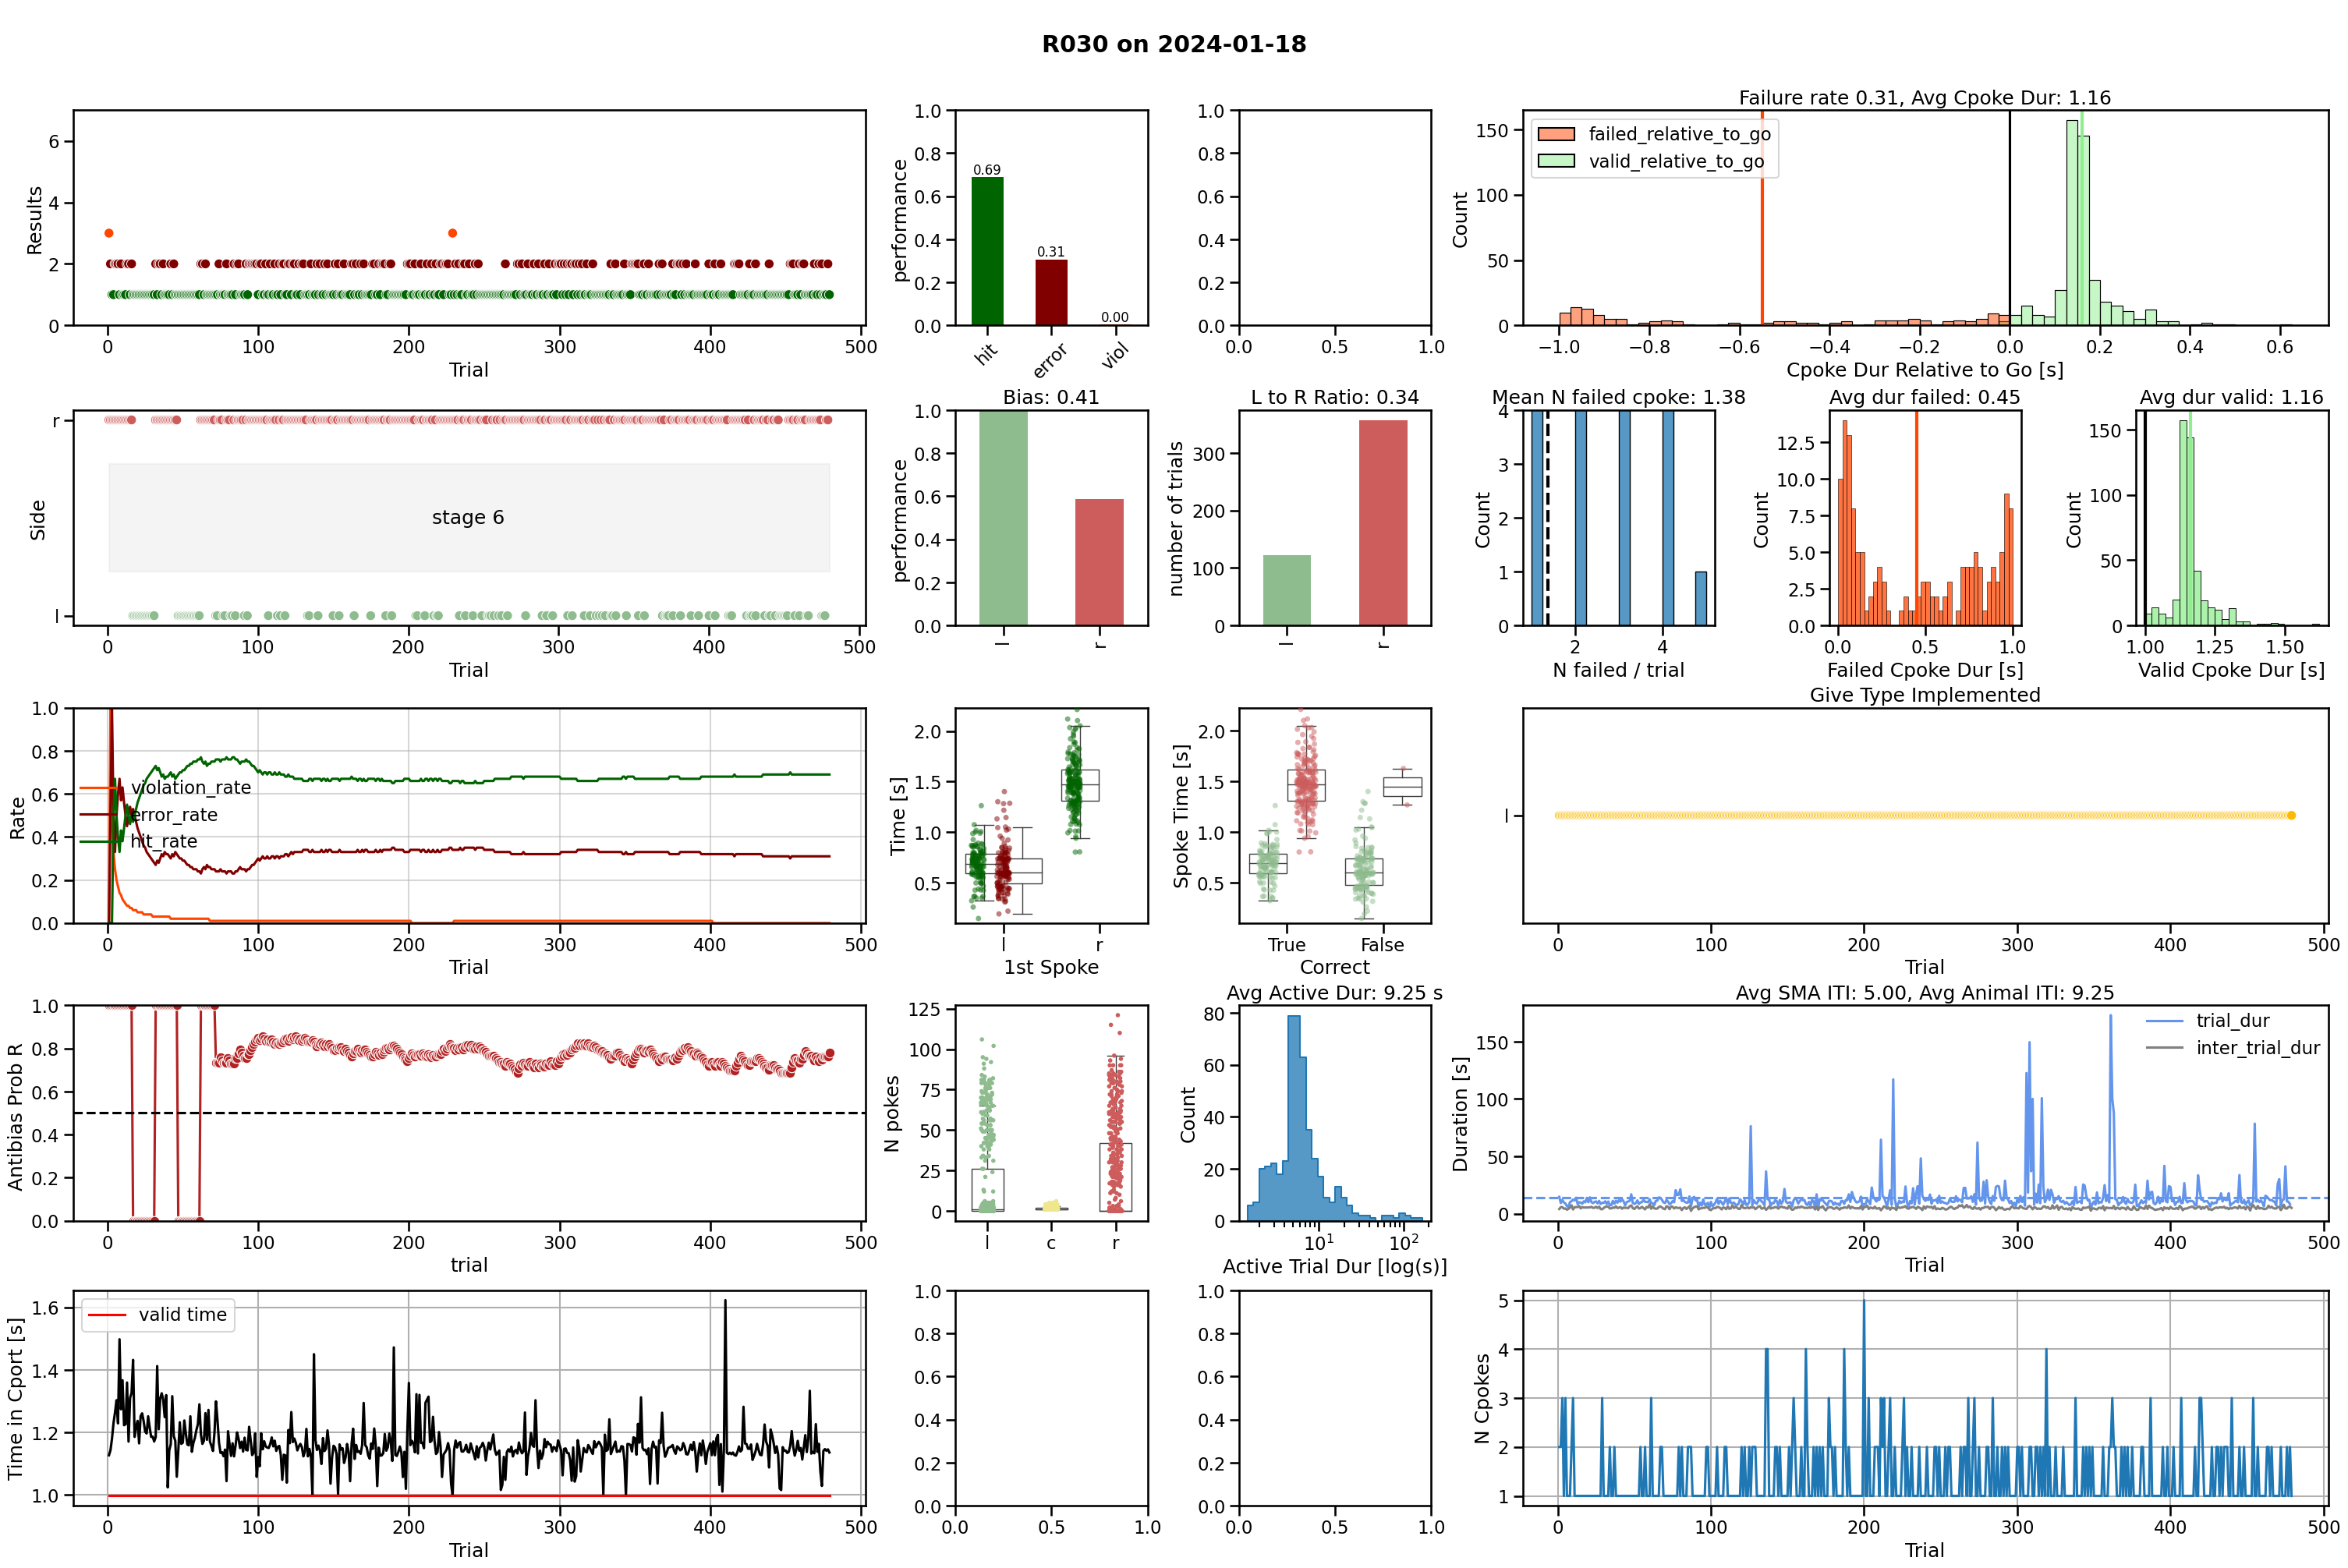 R030 on 2024-01-18
Results
6
4
2
0
0 100 200 300 400 500
Trial
performance
1.0
0.8
0.6
0.4
0.2
0.0
0.69
0.31
0.00
hit error viol
1.0
0.8
0.6
0.4
0.2
0.0
0.0 0.5 1.0
Failure rate 0.31, Avg Cpoke Dur: 1.16
failed_relative_to_go
valid_relative_to_go
Count
150
100
50
0
−1.0 −0.8 −0.6 −0.4 −0.2 0.0 0.2 0.4 0.6
Cpoke Dur Relative to Go [s]
Side
r
stage 6
l
0 100 200 300 400 500
Trial
Bias: 0.41
performance
1.0
0.8
0.6
0.4
0.2
0.0
l r
L to R Ratio: 0.34
number of trials
300
200
100
0
l r
Mean N failed cpoke: 1.38
Count
4
3
2
1
0
2 4
N failed / trial
Avg dur failed: 0.45
Count
12.5
10.0
7.5
5.0
2.5
0.0
0.0 0.5 1.0
Failed Cpoke Dur [s]
Avg dur valid: 1.16
Count
150
100
50
0
1.00 1.25 1.50
Valid Cpoke Dur [s]
Rate
1.0
0.8
0.6
0.4
0.2
0.0
violation_rate
error_rate
hit_rate
0 100 200 300 400 500
Trial
Time [s]
2.0
1.5
1.0
0.5
l r
1st Spoke
Spoke Time [s]
2.0
1.5
1.0
0.5
True False
Correct
Give Type Implemented
l
0 100 200 300 400 500
Trial
Antibias Prob R
1.0
0.8
0.6
0.4
0.2
0.0
0 100 200 300 400 500
trial
N pokes
125
100
75
50
25
0
l c r
Avg Active Dur: 9.25 s
Count
80
60
40
20
0
10¹ 10²
Active Trial Dur [log(s)]
Avg SMA ITI: 5.00, Avg Animal ITI: 9.25
trial_dur
inter_trial_dur
Duration [s]
150
100
50
0
0 100 200 300 400 500
Trial
Time in Cport [s]
1.6
1.4
1.2
1.0
valid time
0 100 200 300 400 500
Trial
1.0
0.8
0.6
0.4
0.2
0.0
0.0 0.5 1.0
1.0
0.8
0.6
0.4
0.2
0.0
0.0 0.5 1.0
N Cpokes
5
4
3
2
1
0 100 200 300 400 500
Trial